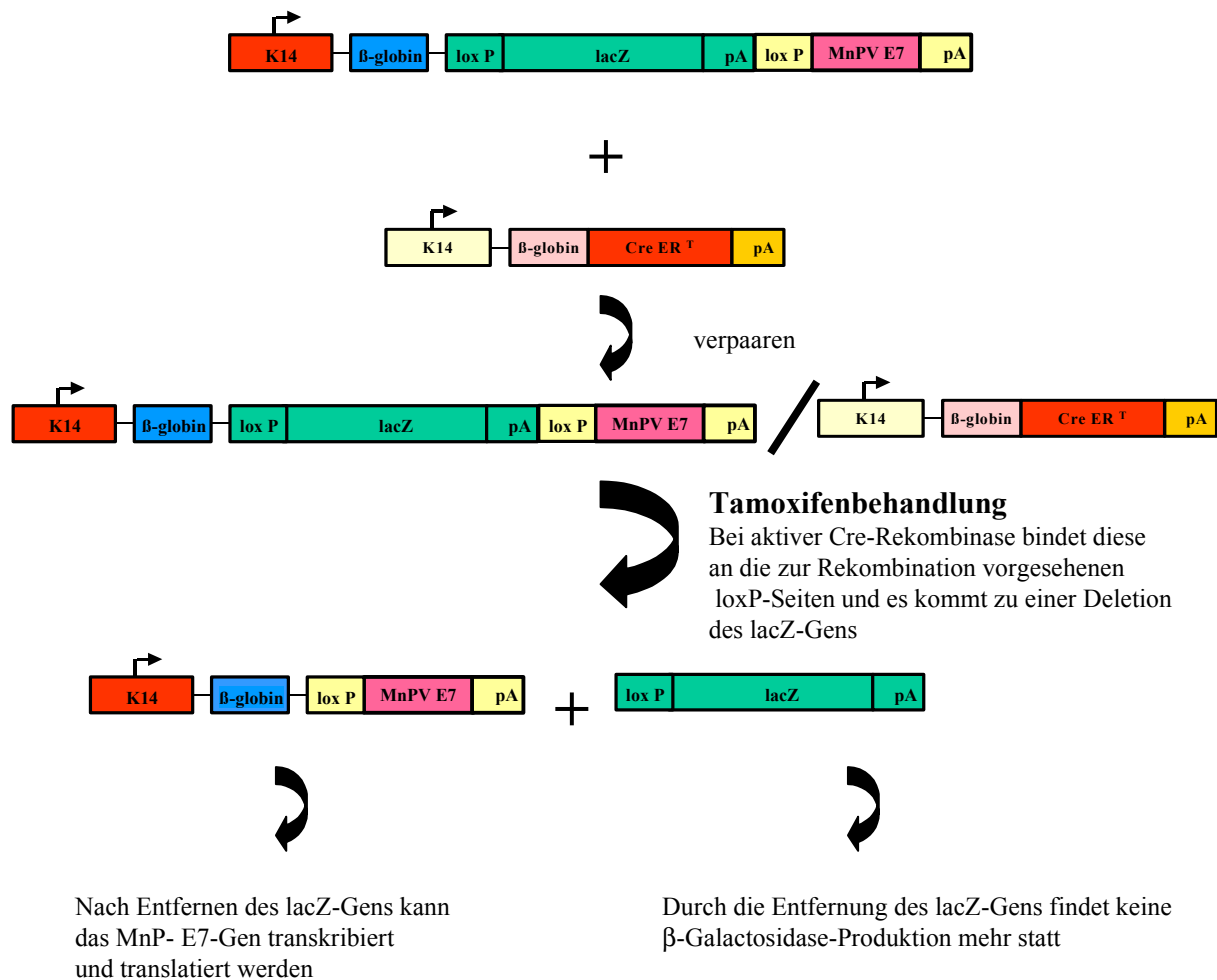 K14 ß-globin lox P lacZ pA lox P MnPV E7 pA
+
K14 ß-globin Cre ER T pA
verpaaren
K14 ß-globin lox P lacZ pA lox P MnPV E7 pA / K14 ß-globin Cre ER T pA
Tamoxifenbehandlung
Bei aktiver Cre-Rekombinase bindet diese
an die zur Rekombination vorgesehenen
loxP-Seiten und es kommt zu einer Deletion
des lacZ-Gens
K14 ß-globin lox P MnPV E7 pA + lox P lacZ pA
Nach Entfernen des lacZ-Gens kann
das MnP- E7-Gen transkribiert
und translatiert werden
Durch die Entfernung des lacZ-Gens findet keine
β-Galactosidase-Produktion mehr statt